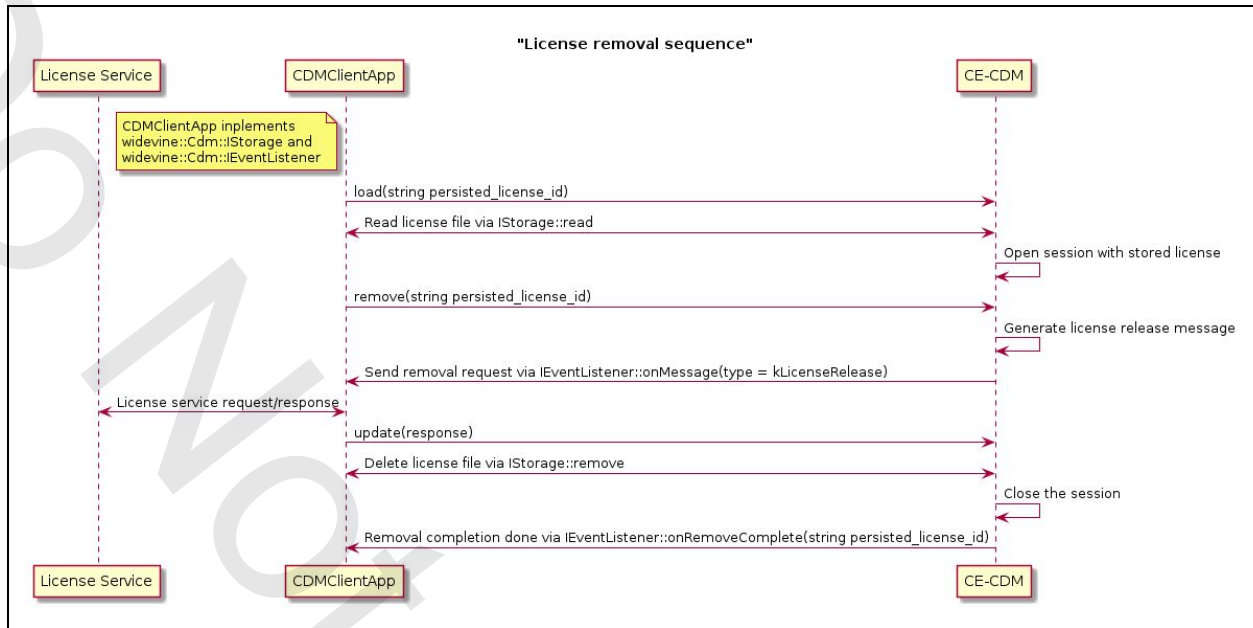 "License removal sequence"
License Service
CDMClientApp
CE-CDM
CDMClientApp inplements
widevine::Cdm::IStorage and
widevine::Cdm::IEventListener
load(string persisted_license_id)
Read license file via IStorage::read
Open session with stored license
remove(string persisted_license_id)
Generate license release message
Send removal request via IEventListener::onMessage(type = kLicenseRelease)
License service request/response
update(response)
Delete license file via IStorage::remove
Close the session
Removal completion done via IEventListener::onRemoveComplete(string persisted_license_id)
License Service
CDMClientApp
CE-CDM
Not